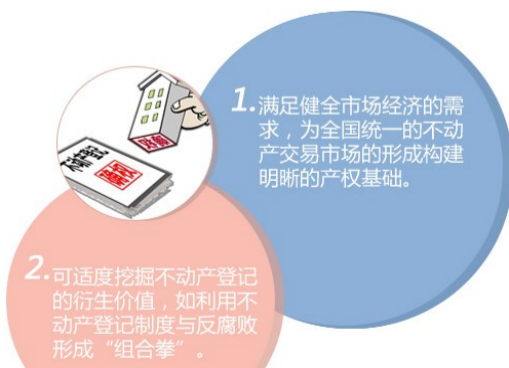 1.满足健全市场经济的需
求，为全国统一的不动
产交易市场的形成构建
明晰的产权基础。
2.可适度挖掘不动产登记
的衍生价值，如利用不
动产登记制度与反腐败
形成“组合拳”。